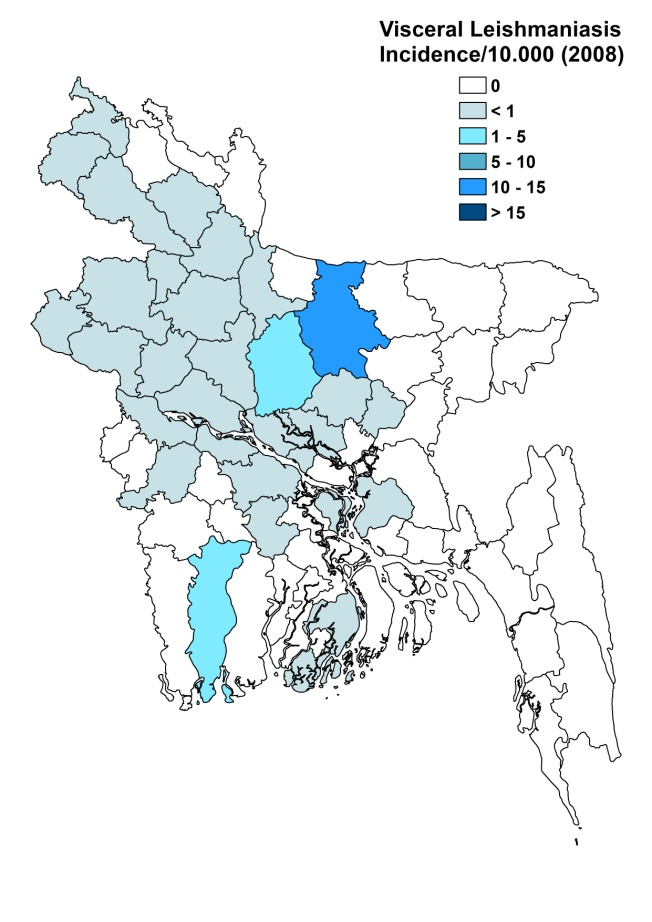 Visceral Leishmaniasis
Incidence/10.000 (2008)
0
< 1
1 - 5
5 - 10
10 - 15
> 15